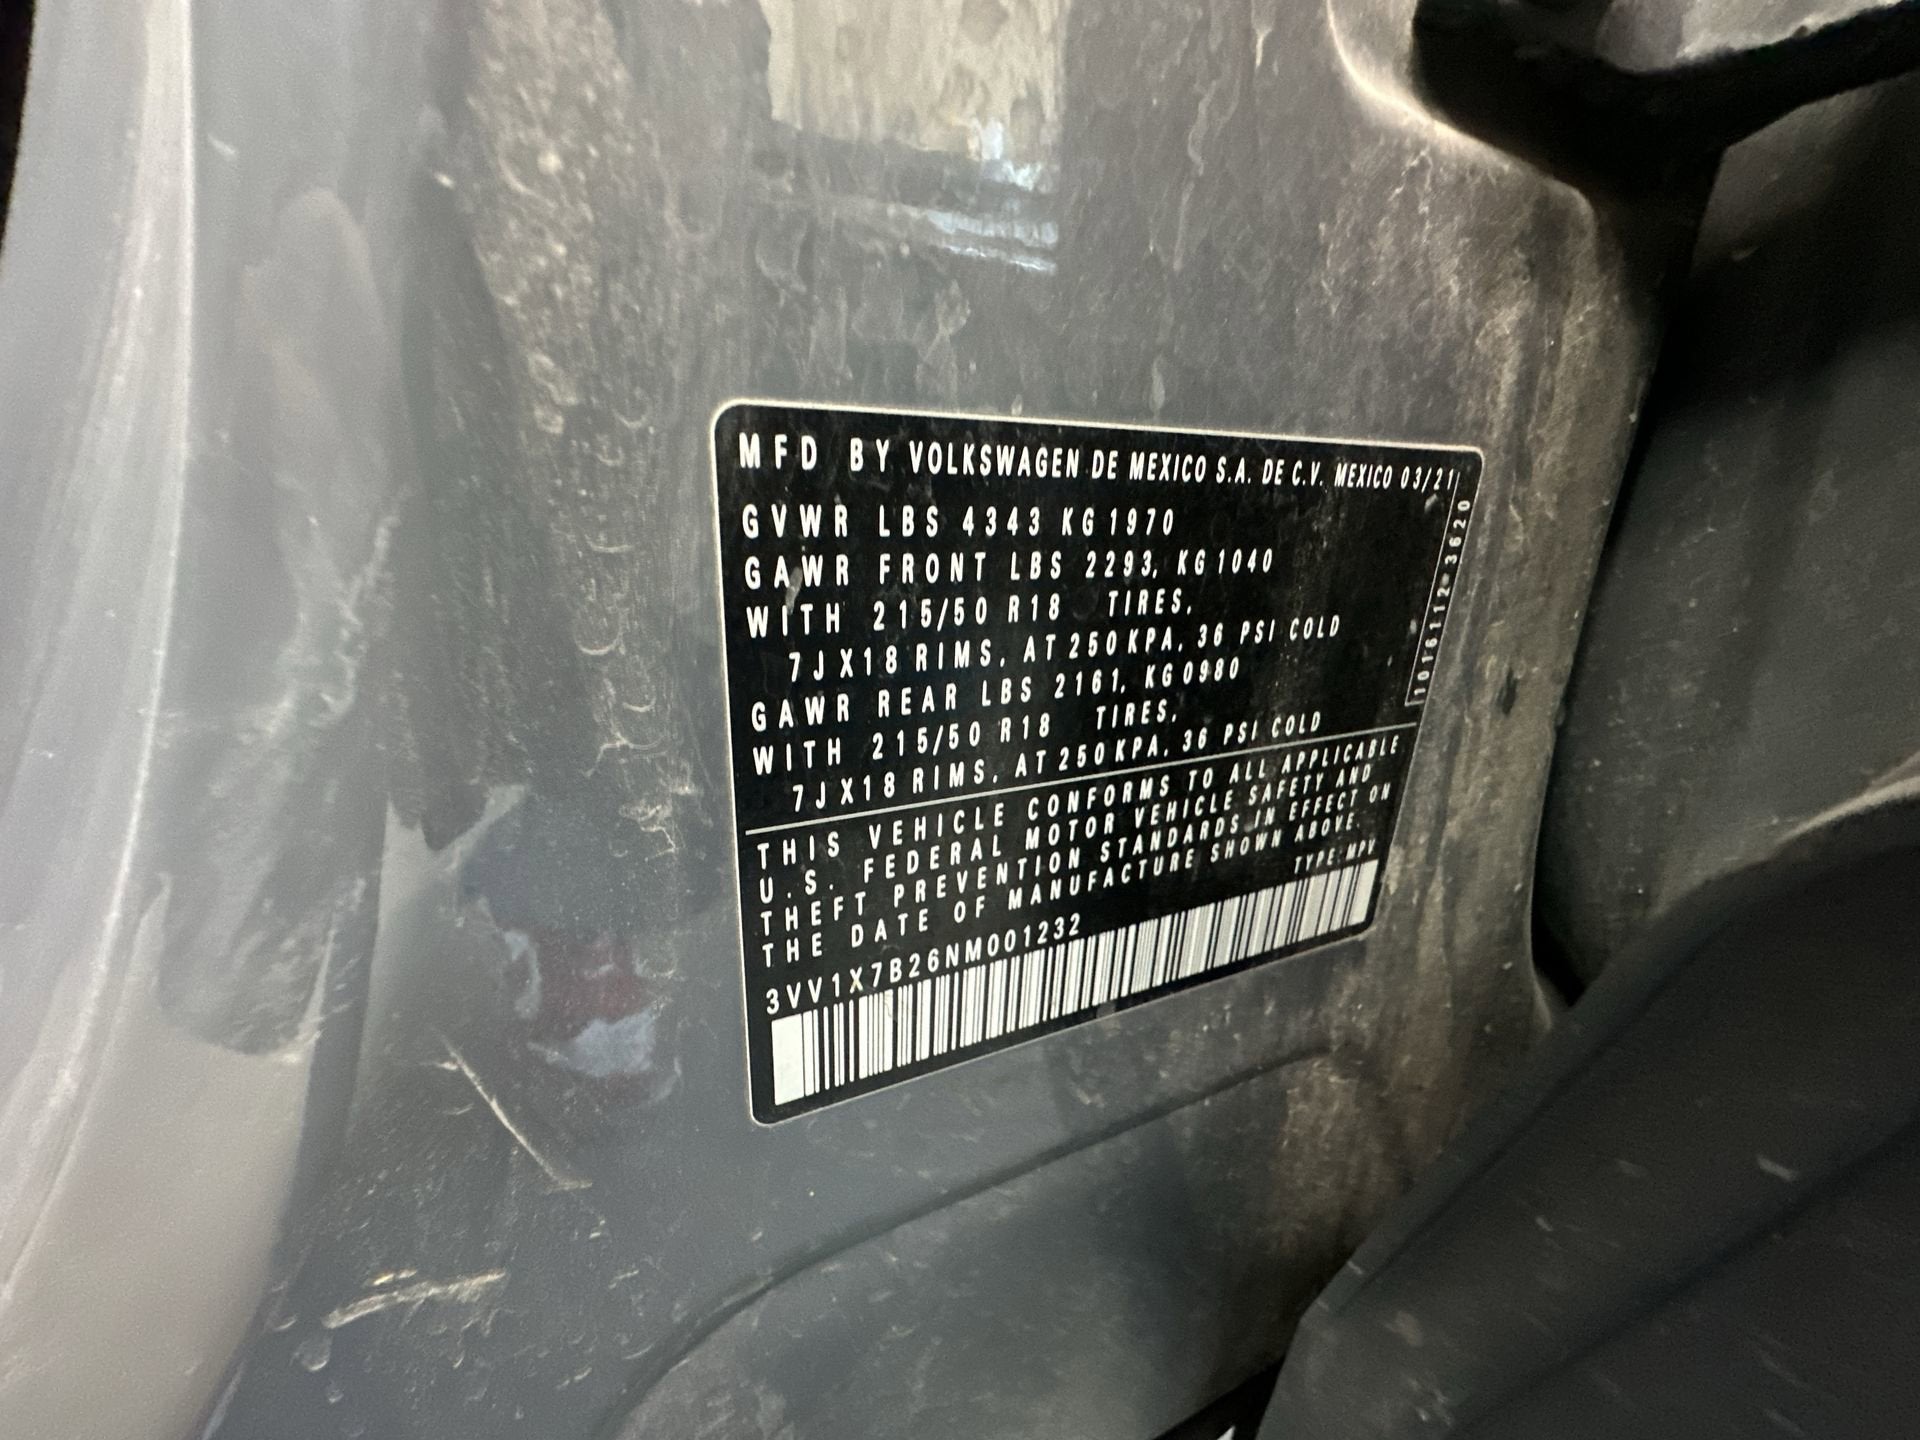 MFD BY VOLKSWAGEN DE MEXICO S.A. DE C.V. MEXICO 03/21
GVWR LBS 4343 KG 1970
GAWR FRONT LBS 2293, KG 1040
WITH 215/50 R18 TIRES,
7J X18 RIMS, AT 250 KPA, 36 PSI COLD
GAWR REAR LBS 2161, KG 0980
WITH 215/50 R18 TIRES,
7J X18 RIMS, AT 250 KPA, 36 PSI COLD
THIS VEHICLE CONFORMS TO ALL APPLICABLE
U.S. FEDERAL MOTOR VEHICLE SAFETY AND
THEFT PREVENTION STANDARDS IN EFFECT ON
THE DATE OF MANUFACTURE SHOWN ABOVE.
TYPE:MPV
3VV1X7B26NM001232
10161112* 3620